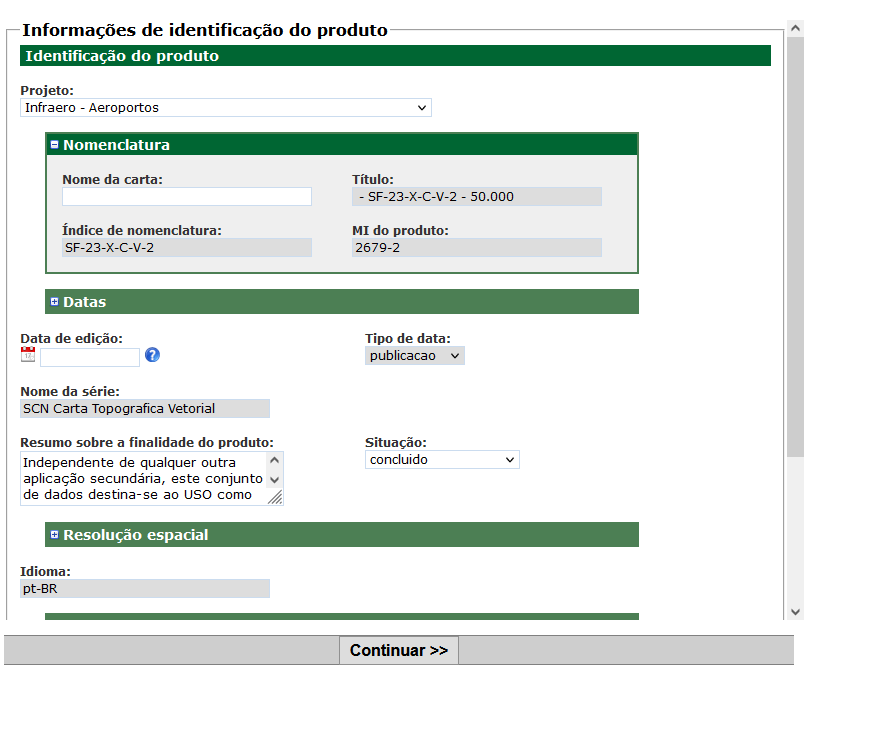 Informações de identificação do produto
Identificação do produto
Projeto:
Infraero - Aeroportos
Nomenclatura
Nome da carta:
Título:
- SF-23-X-C-V-2 - 50.000
Índice de nomenclatura:
MI do produto:
SF-23-X-C-V-2
2679-2
Datas
Data de edição:
Tipo de data:
publicacao
Nome da série:
SCN Carta Topografica Vetorial
Resumo sobre a finalidade do produto:
Situação:
Independente de qualquer outra
aplicação secundária, este conjunto
de dados destina-se ao USO como
concluido
Resolução espacial
Idioma:
pt-BR
Continuar >>